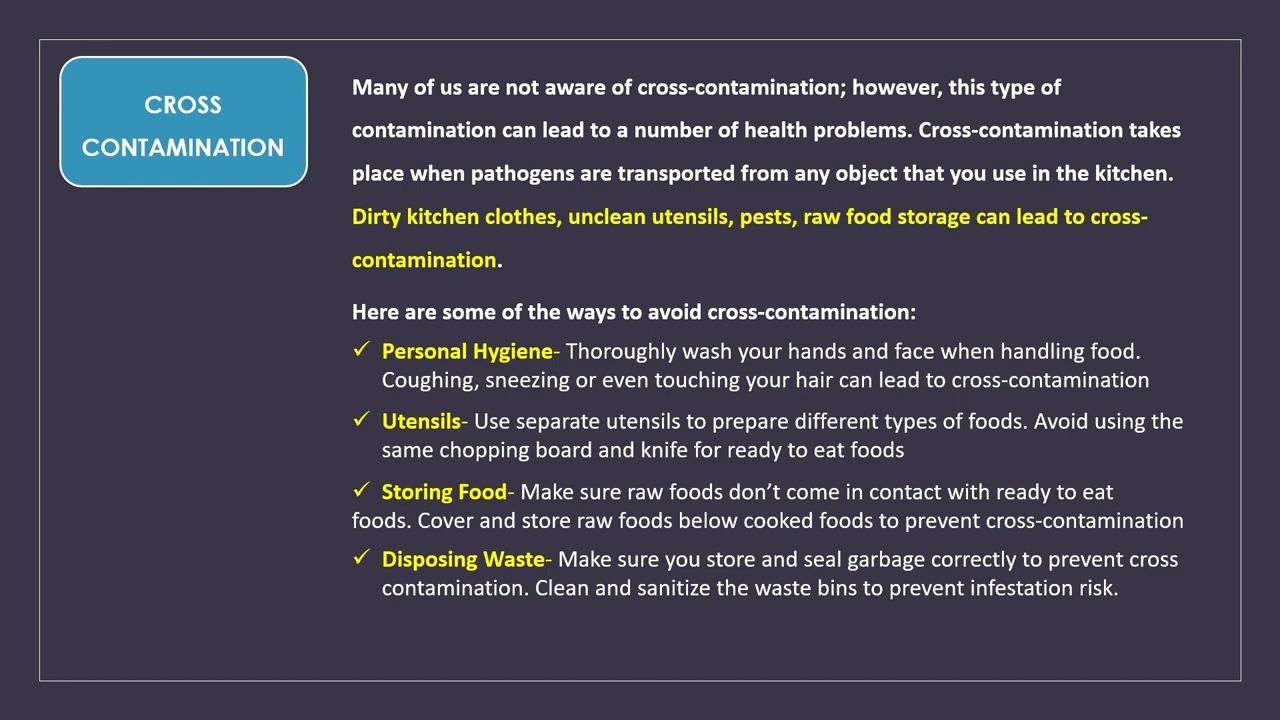 CROSS
CONTAMINATION
Many of us are not aware of cross-contamination; however, this type of
contamination can lead to a number of health problems. Cross-contamination takes
place when pathogens are transported from any object that you use in the kitchen.
Dirty kitchen clothes, unclean utensils, pests, raw food storage can lead to cross-
contamination.
Here are some of the ways to avoid cross-contamination:
✓ Personal Hygiene- Thoroughly wash your hands and face when handling food.
Coughing, sneezing or even touching your hair can lead to cross-contamination
✓ Utensils- Use separate utensils to prepare different types of foods. Avoid using the
same chopping board and knife for ready to eat foods
✓ Storing Food- Make sure raw foods don’t come in contact with ready to eat
foods. Cover and store raw foods below cooked foods to prevent cross-contamination
✓ Disposing Waste- Make sure you store and seal garbage correctly to prevent cross
contamination. Clean and sanitize the waste bins to prevent infestation risk.